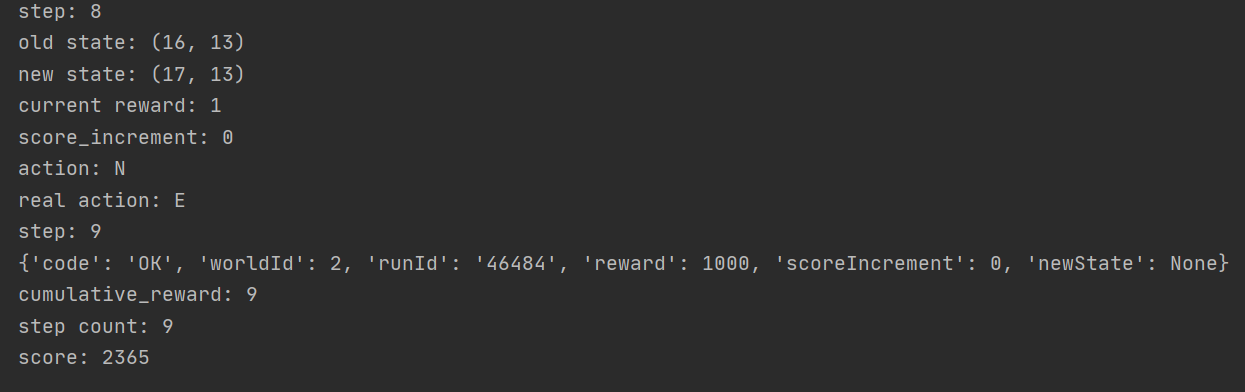 step: 8
old state: (16, 13)
new state: (17, 13)
current reward: 1
score_increment: 0
action: N
real action: E
step: 9
{'code': 'OK', 'worldId': 2, 'runId': '46484', 'reward': 1000, 'scoreIncrement': 0, 'newState': None}
cumulative_reward: 9
step count: 9
score: 2365